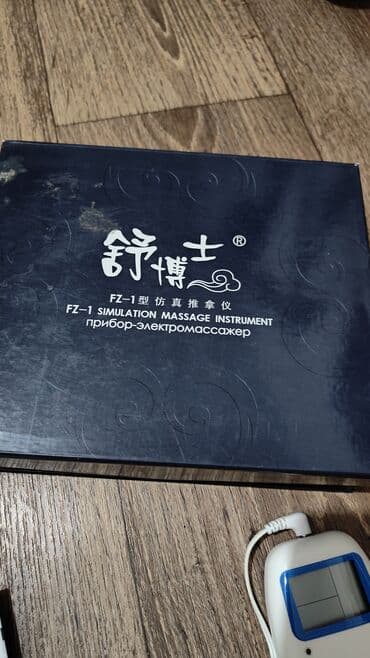 舒博士®
FZ-1型仿真推拿仪
FZ-1 SIMULATION MASSAGE INSTRUMENT
прибор-электромассажер